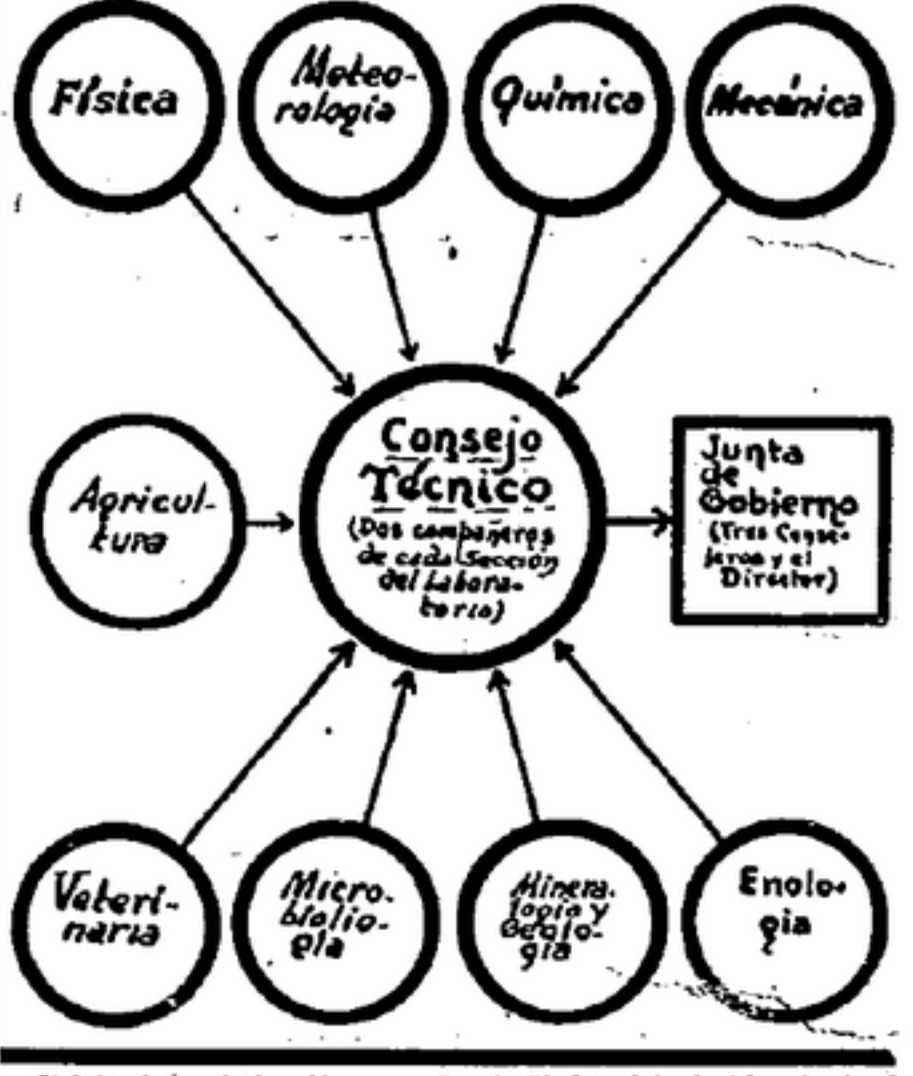 Física
Meteo-
rología
Química
Mecánica
Agricul-
tura
Consejo
Técnico
(Dos compañeros
de cada Sección
del Labora-
torio)
Junta
de
Gobierno
(Tres Conse-
jeros y el
Director)
Veteri-
naria
Micro-
biolio-
gía
Minera-
logía y
Geolo-
gía
Enolo-
gía